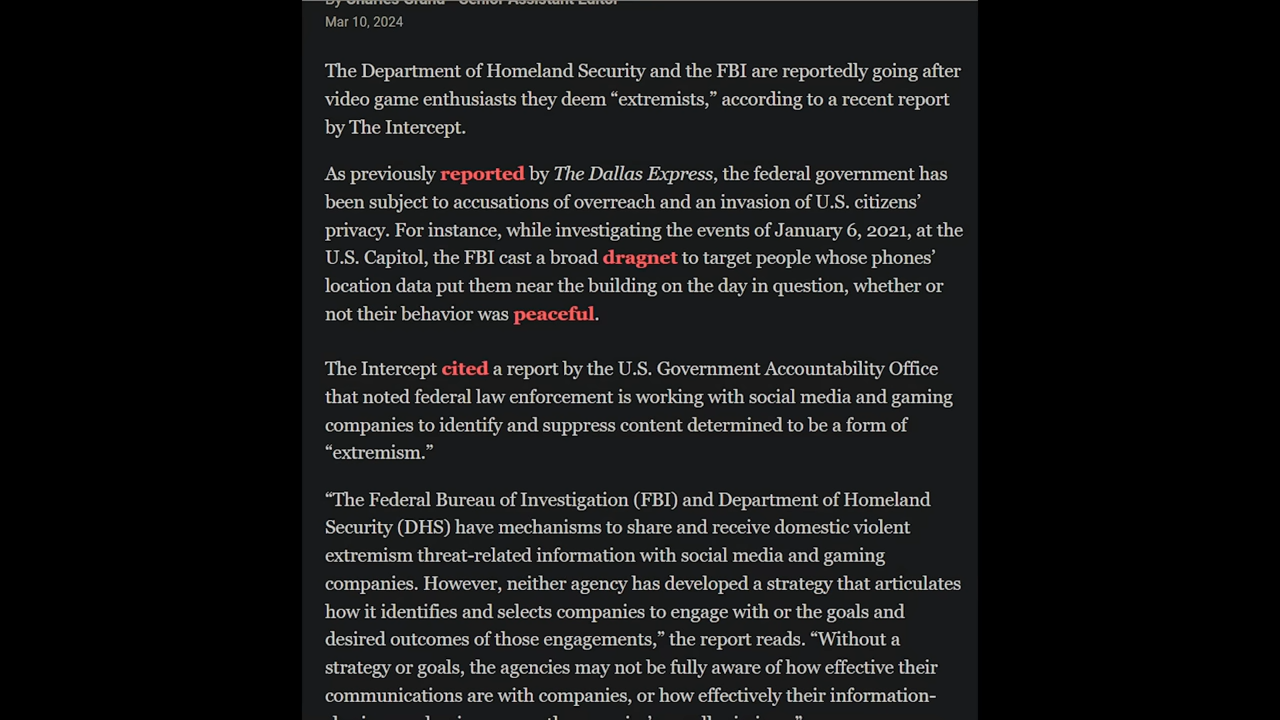 Mar 10, 2024
The Department of Homeland Security and the FBI are reportedly going after
video game enthusiasts they deem “extremists,” according to a recent report
by The Intercept.
As previously reported by The Dallas Express, the federal government has
been subject to accusations of overreach and an invasion of U.S. citizens’
privacy. For instance, while investigating the events of January 6, 2021, at the
U.S. Capitol, the FBI cast a broad dragnet to target people whose phones’
location data put them near the building on the day in question, whether or
not their behavior was peaceful.
The Intercept cited a report by the U.S. Government Accountability Office
that noted federal law enforcement is working with social media and gaming
companies to identify and suppress content determined to be a form of
“extremism.”
“The Federal Bureau of Investigation (FBI) and Department of Homeland
Security (DHS) have mechanisms to share and receive domestic violent
extremism threat-related information with social media and gaming
companies. However, neither agency has developed a strategy that articulates
how it identifies and selects companies to engage with or the goals and
desired outcomes of those engagements,” the report reads. “Without a
strategy or goals, the agencies may not be fully aware of how effective their
communications are with companies, or how effectively their information-